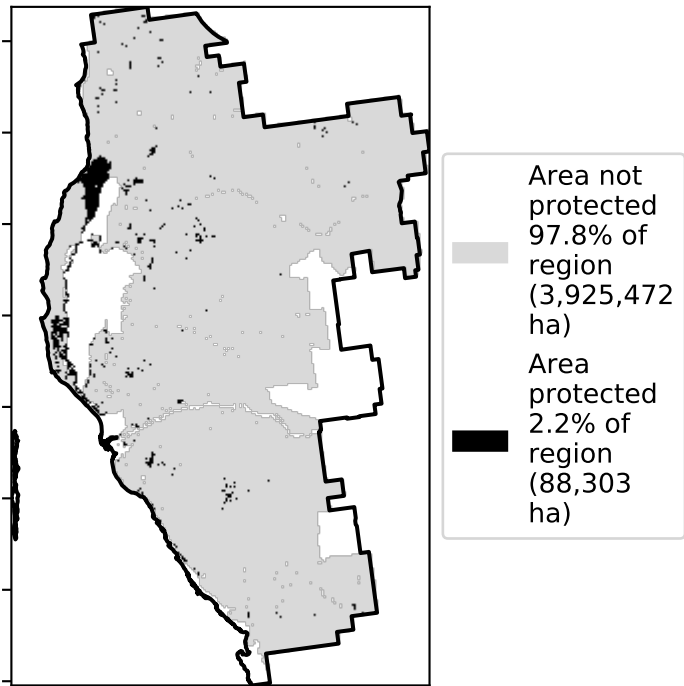 Area not
protected
97.8% of
region
(3,925,472
ha)
Area
protected
2.2% of
region
(88,303
ha)